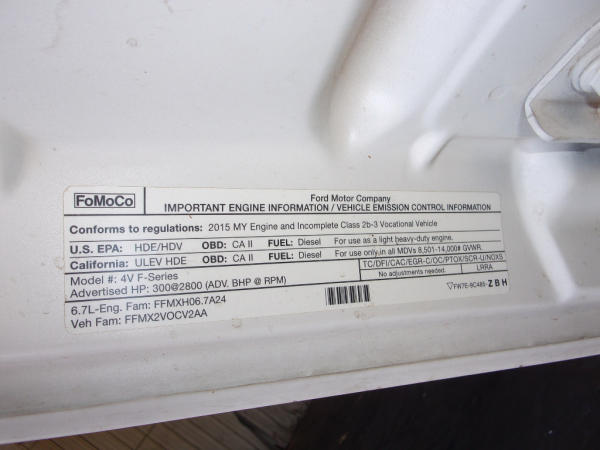 FoMoCo
Ford Motor Company
IMPORTANT ENGINE INFORMATION / VEHICLE EMISSION CONTROL INFORMATION
Conforms to regulations: 2015 MY Engine and Incomplete Class 2b-3 Vocational Vehicle
U.S. EPA: HDE/HDV OBD: CA II FUEL: Diesel For use as a light heavy-duty engine.
California: ULEV HDE OBD: CA II FUEL: Diesel For use only,in all MDVs 8,501-14,000# GVWR.
Model #: 4V F-Series TC/DFI/CAC/EGR-C/OC/PTOX/SCR-U/NOXS
Advertised HP: 300@2800 (ADV. BHP @ RPM) No adjustments needed. LRRA
6.7L-Eng. Fam: FFMXH06.7A24
Veh Fam: FFMX2VOCV2AA
FW7E-9C485- ZBH